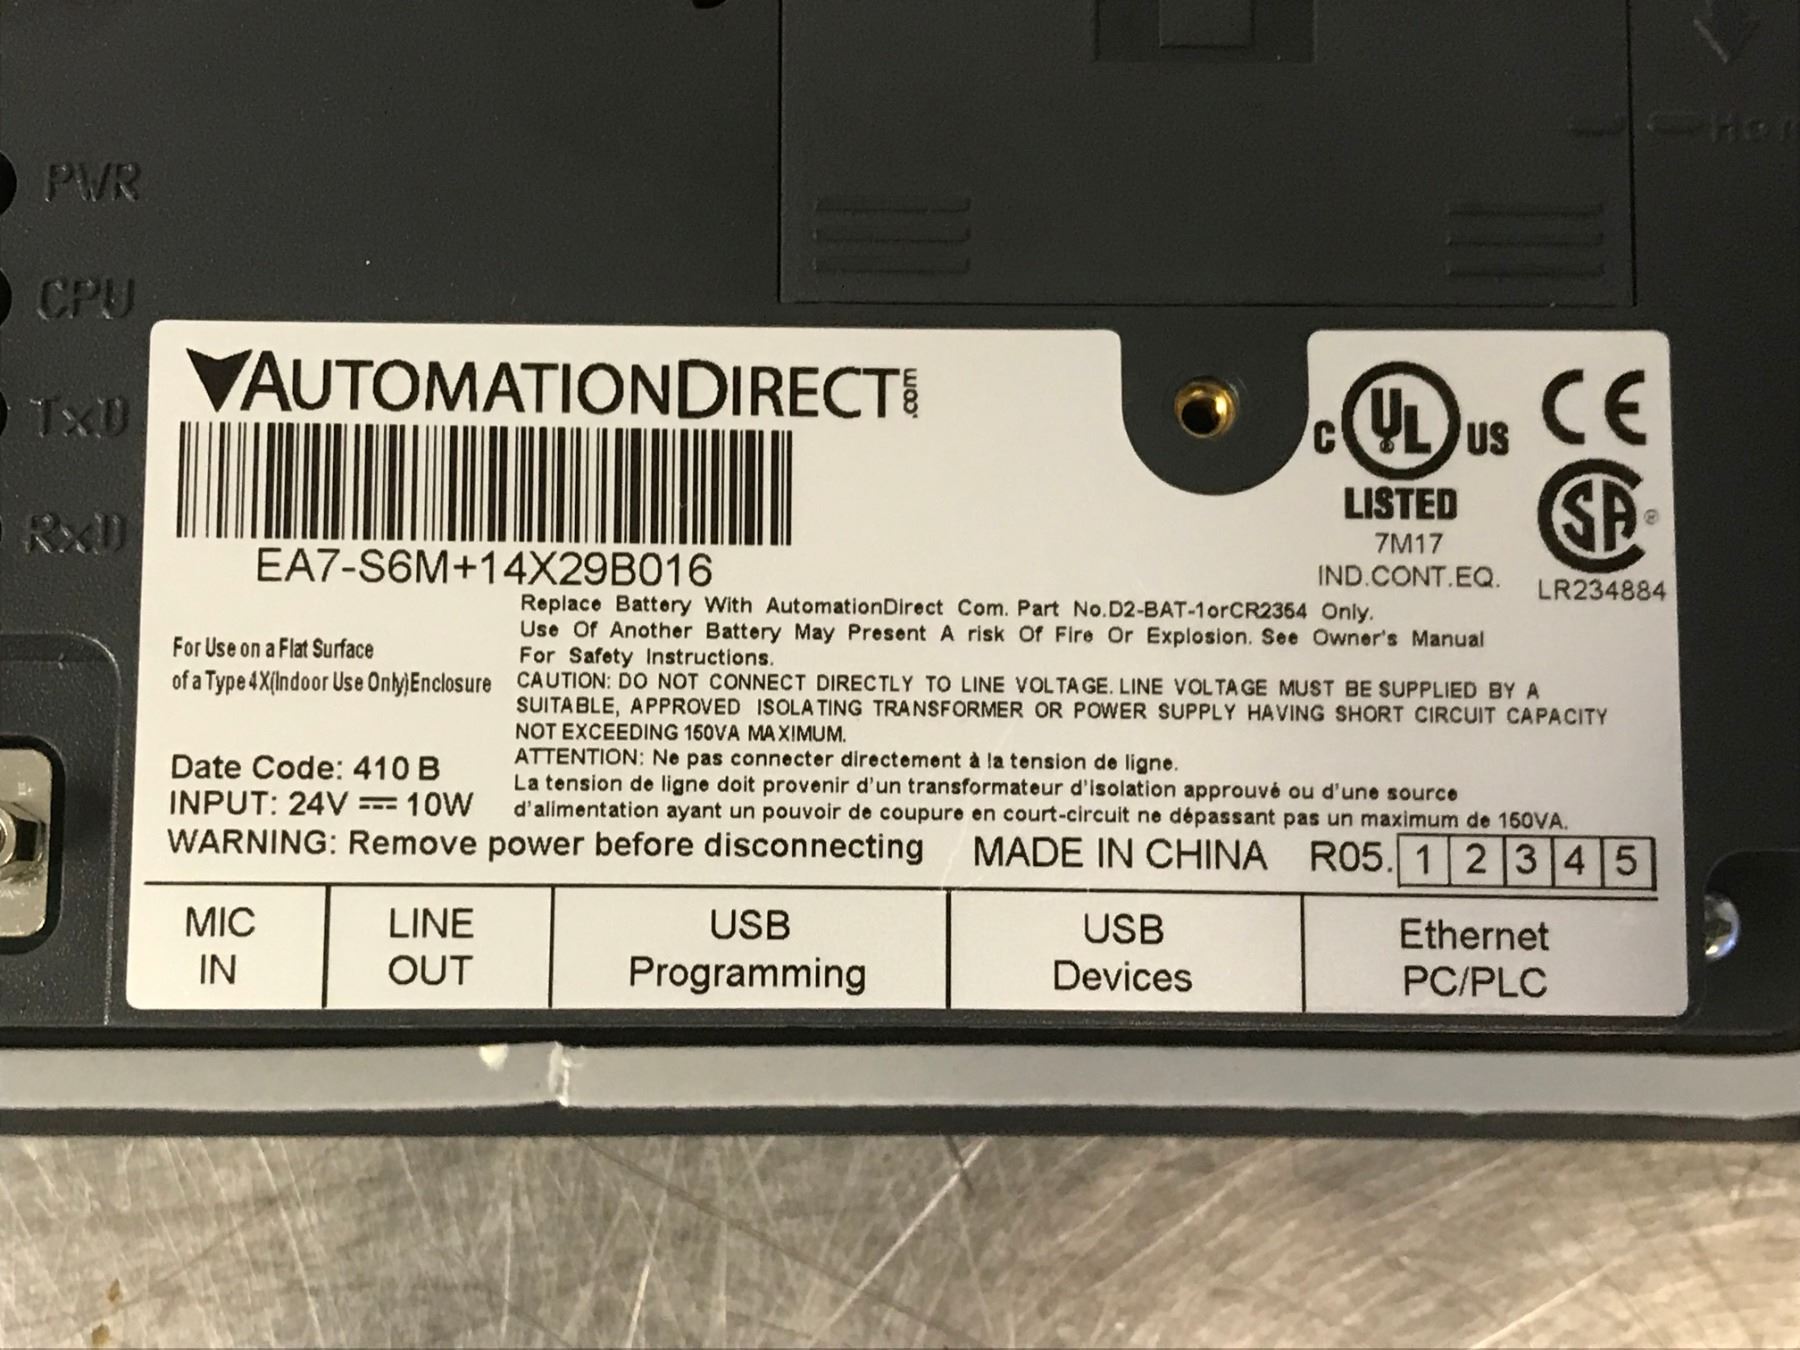 PWR
CPU
TxD
RxD
AUTOMATIONDIRECT.com
EA7-S6M+14X29B016
C UL US
LISTED
7M17
IND.CONT.EQ.
CE
SA ®
LR234884
Replace Battery With AutomationDirect Com. Part No.D2-BAT-1orCR2354 Only.
Use Of Another Battery May Present A risk Of Fire Or Explosion. See Owner's Manual
For Safety Instructions.
For Use on a Flat Surface
of a Type 4X(Indoor Use Only)Enclosure
CAUTION: DO NOT CONNECT DIRECTLY TO LINE VOLTAGE. LINE VOLTAGE MUST BE SUPPLIED BY A
SUITABLE, APPROVED ISOLATING TRANSFORMER OR POWER SUPPLY HAVING SHORT CIRCUIT CAPACITY
NOT EXCEEDING 150VA MAXIMUM.
ATTENTION: Ne pas connecter directement à la tension de ligne.
La tension de ligne doit provenir d'un transformateur d'isolation approuvé ou d'une source
d'alimentation ayant un pouvoir de coupure en court-circuit ne dépassant pas un maximum de 150VA.
Date Code: 410 B
INPUT: 24V ⎓ 10W
WARNING: Remove power before disconnecting
MADE IN CHINA
R05. 1 2 3 4 5
MIC
IN
LINE
OUT
USB
Programming
USB
Devices
Ethernet
PC/PLC